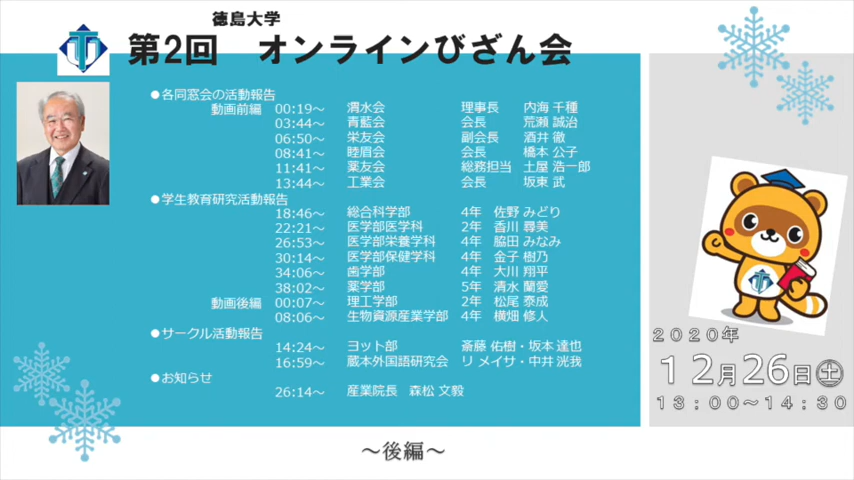 徳島大学
第2回 オンラインびざん会
●各同窓会の活動報告
動画前編 00:19～ 渭水会 理事長 内海 千種
03:44～ 青藍会 会長 荒瀬 誠治
06:50～ 栄友会 副会長 酒井 徹
08:41～ 睦眉会 会長 橋本 公子
11:41～ 薬友会 総務担当 土屋 浩一郎
13:44～ 工業会 会長 坂東 武
●学生教育研究活動報告
18:46～ 総合科学部 4年 佐野 みどり
22:21～ 医学部医学科 2年 香川 尋美
26:53～ 医学部栄養学科 4年 脇田 みなみ
30:14～ 医学部保健学科 4年 金子 樹乃
34:06～ 歯学部 4年 大川 翔平
38:02～ 薬学部 5年 清水 蘭愛
動画後編 00:07～ 理工学部 2年 松尾 泰成
08:06～ 生物資源産業学部 4年 横畑 修人
●サークル活動報告
14:24～ ヨット部 斎藤 佑樹・坂本 達也
16:59～ 蔵本外国語研究会 リ メイサ・中井 洸我
●お知らせ
26:14～ 産業院長 森松 文毅
2020年
12月26日㊏
13:00～14:30
～後編～